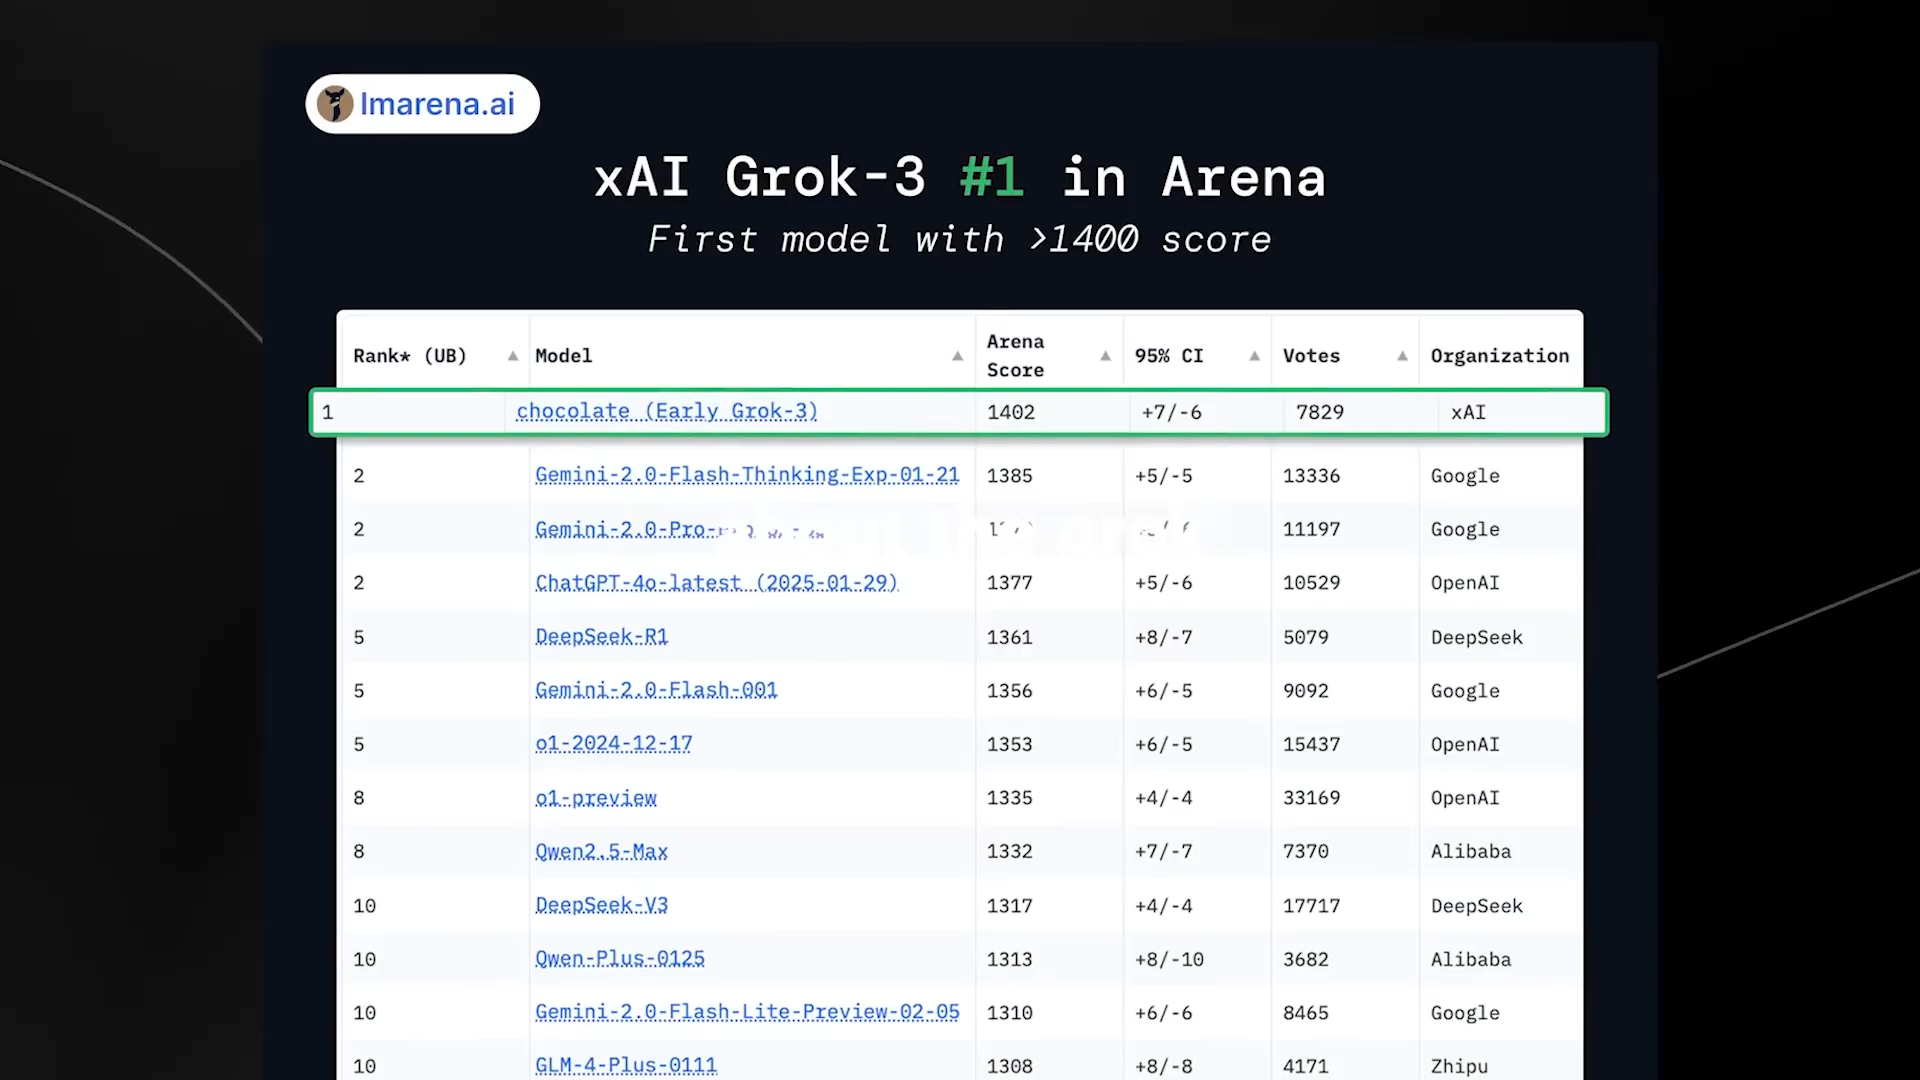 lmarena.ai
xAI Grok-3 #1 in Arena
First model with >1400 score
Rank* (UB) Model Arena Score 95% CI Votes Organization
1 chocolate (Early Grok-3) 1402 +7/-6 7829 xAI
2 Gemini-2.0-Flash-Thinking-Exp-01-21 1385 +5/-5 13336 Google
2 Gemini-2.0-Pro- 11197 Google
about the grok
2 ChatGPT-4o-latest (2025-01-29) 1377 +5/-6 10529 OpenAI
5 DeepSeek-R1 1361 +8/-7 5079 DeepSeek
5 Gemini-2.0-Flash-001 1356 +6/-5 9092 Google
5 o1-2024-12-17 1353 +6/-5 15437 OpenAI
8 o1-preview 1335 +4/-4 33169 OpenAI
8 Qwen2.5-Max 1332 +7/-7 7370 Alibaba
10 DeepSeek-V3 1317 +4/-4 17717 DeepSeek
10 Qwen-Plus-0125 1313 +8/-10 3682 Alibaba
10 Gemini-2.0-Flash-Lite-Preview-02-05 1310 +6/-6 8465 Google
10 GLM-4-Plus-0111 1308 +8/-8 4171 Zhipu